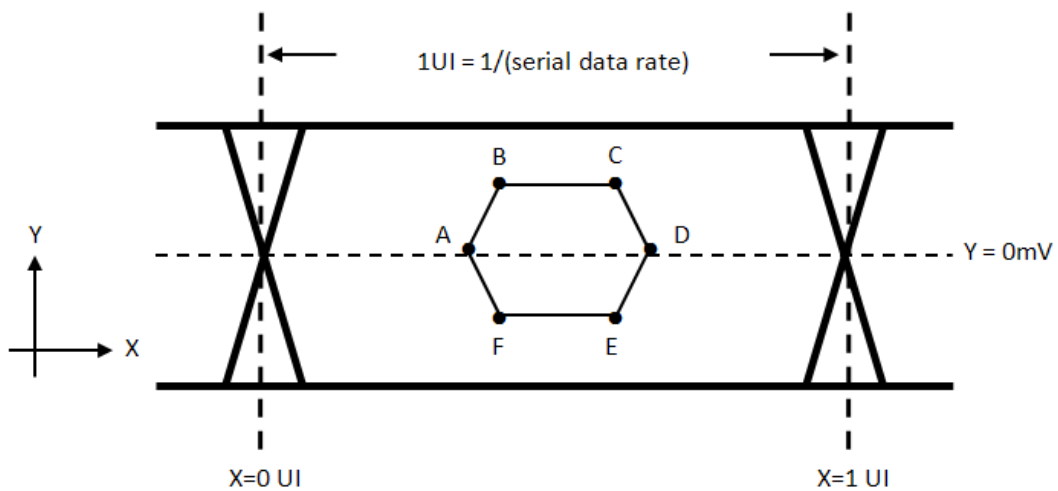 1UI = 1/(serial data rate)
B
C
Y
A
D
Y = 0mV
X
F
E
X=0 UI
X=1 UI